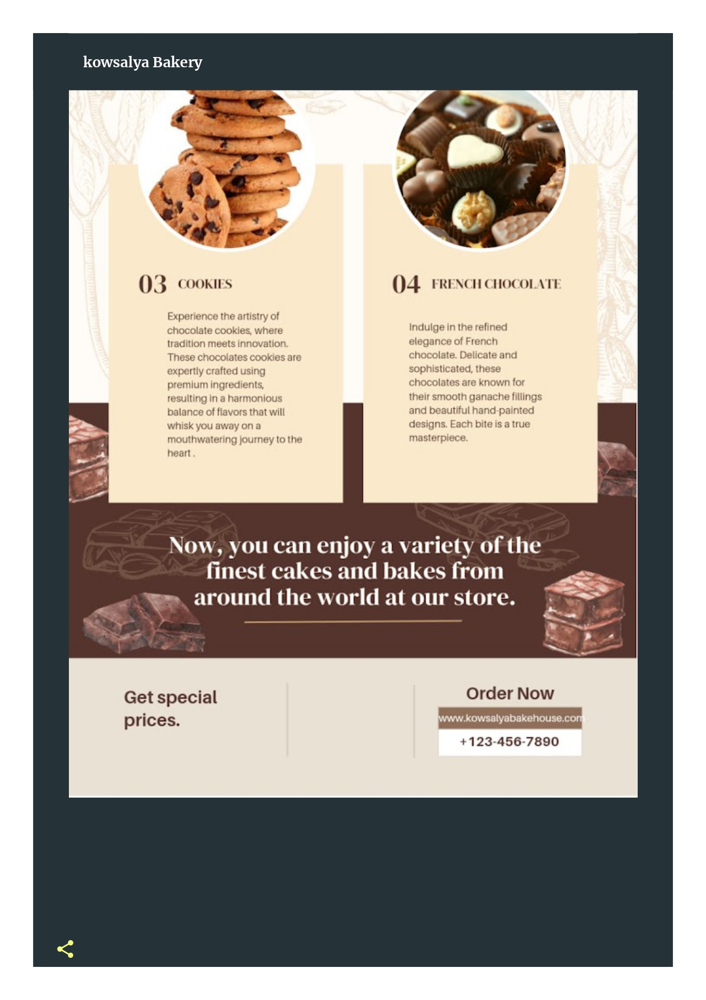 kowsalya Bakery
03 COOKIES
Experience the artistry of
chocolate cookies, where
tradition meets innovation.
These chocolates cookies are
expertly crafted using
premium ingredients,
resulting in a harmonious
balance of flavors that will
whisk you away on a
mouthwatering journey to the
heart .
04 FRENCH CHOCOLATE
Indulge in the refined
elegance of French
chocolate. Delicate and
sophisticated, these
chocolates are known for
their smooth ganache fillings
and beautiful hand-painted
designs. Each bite is a true
masterpiece.
Now, you can enjoy a variety of the
finest cakes and bakes from
around the world at our store.
Get special
prices.
Order Now
www.kowsalyabakehouse.com
+123-456-7890